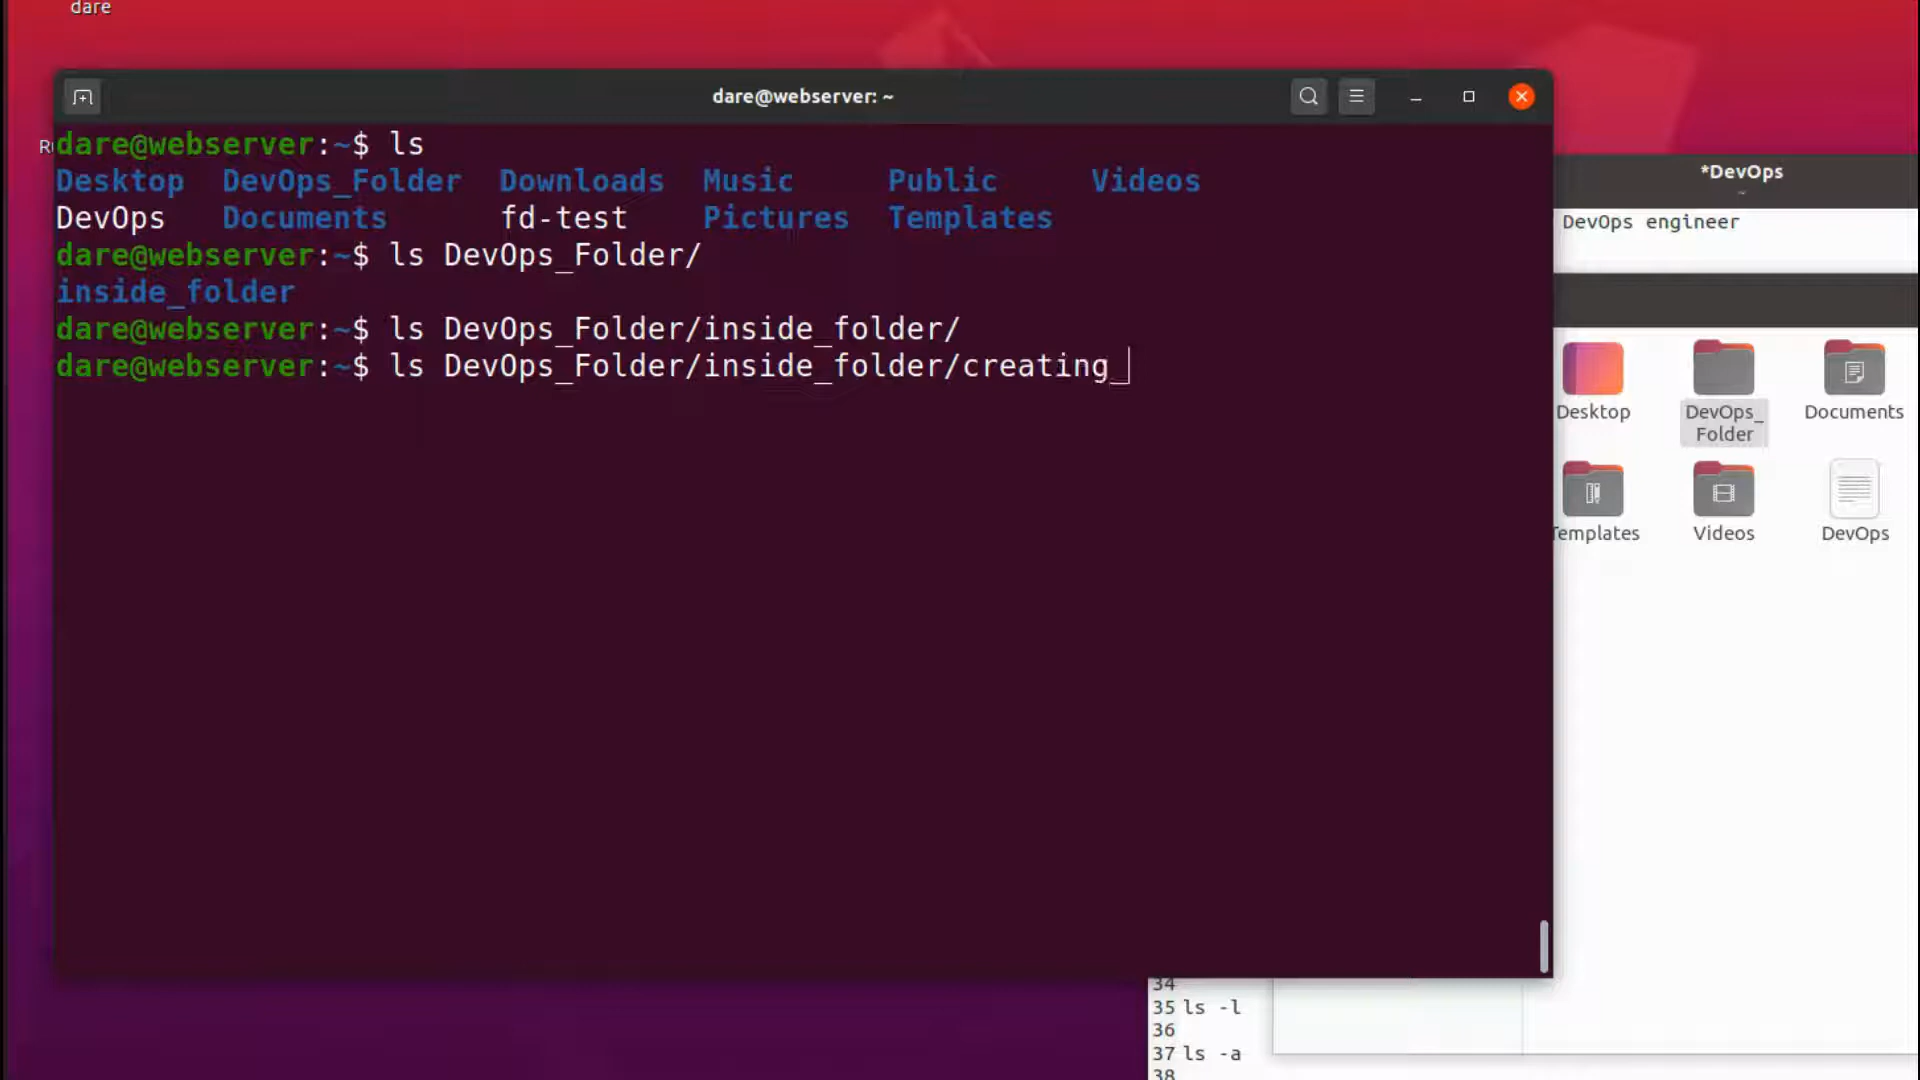 dare
dare@webserver: ~
dare@webserver:~$ ls
Desktop DevOps_Folder Downloads Music Public Videos
DevOps Documents fd-test Pictures Templates
dare@webserver:~$ ls DevOps_Folder/
inside_folder
dare@webserver:~$ ls DevOps_Folder/inside_folder/
dare@webserver:~$ ls DevOps_Folder/inside_folder/creating_
*DevOps
~
DevOps engineer
Desktop
DevOps_
Folder
Documents
Templates
Videos
DevOps
34
35 ls -l
36
37 ls -a
38